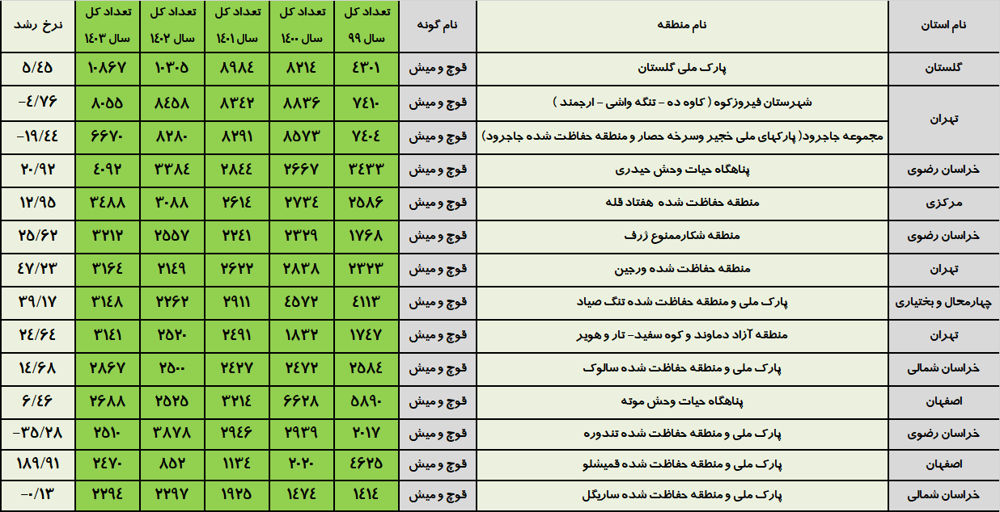 نام استان | نام منطقه | نام گونه | تعداد کل سال ۹۹ | تعداد کل سال ۱۴۰۰ | تعداد کل سال ۱۴۰۱ | تعداد کل سال ۱۴۰۲ | تعداد کل سال ۱۴۰۳ | نرخ رشد
گلستان | پارک ملی گلستان | قوچ و میش | ۴۳۰۱ | ۸۲۱۴ | ۸۹۸۴ | ۱۰۳۰۵ | ۱۰۸۶۷ | ۵/۴۵
تهران | شهرستان فیروزکوه ( کاوه ده – تنگه واشی – ارجمند ) | قوچ و میش | ۷۴۱۰ | ۸۸۳۶ | ۸۳۴۲ | ۸۴۵۸ | ۸۰۵۵ | -۴/۷۶
مجموعه جاجرود( پارکهای ملی خجیر وسرخه حصار و منطقه حفاظت شده جاجرود) | قوچ و میش | ۷۴۰۴ | ۸۵۷۳ | ۸۲۹۱ | ۸۲۸۰ | ۶۶۷۰ | -۱۹/۴۴
خراسان رضوی | پناهگاه حیات وحش حیدری | قوچ و میش | ۳۴۳۳ | ۲۶۶۷ | ۲۸۴۴ | ۳۳۸۴ | ۴۰۹۲ | ۲۰/۹۲
مرکزی | منطقه حفاظت شده هفتاد قله | قوچ و میش | ۲۵۸۶ | ۲۷۳۴ | ۲۶۱۴ | ۳۰۸۸ | ۳۴۸۸ | ۱۲/۹۵
خراسان رضوی | منطقه شکارممنوع ژرف | قوچ و میش | ۱۷۶۸ | ۲۳۲۹ | ۲۲۴۱ | ۲۵۵۷ | ۳۲۱۲ | ۲۵/۶۲
تهران | منطقه حفاظت شده ورجین | قوچ و میش | ۲۳۲۳ | ۲۸۳۸ | ۲۶۲۲ | ۲۱۴۹ | ۳۱۶۴ | ۴۷/۲۳
چهارمحال و بختیاری | پارک ملی و منطقه حفاظت شده تنگ صیاد | قوچ و میش | ۴۱۱۳ | ۴۵۷۲ | ۲۹۱۱ | ۲۲۶۲ | ۳۱۴۸ | ۳۹/۱۷
تهران | منطقه آزاد دماوند و کوه سفید- تار و هویر | قوچ و میش | ۱۷۴۷ | ۱۸۳۲ | ۲۴۹۱ | ۲۵۲۰ | ۳۱۴۱ | ۲۴/۶۴
خراسان شمالی | پارک ملی و منطقه حفاظت شده سالوک | قوچ و میش | ۲۵۸۴ | ۲۴۷۲ | ۲۴۲۷ | ۲۵۰۰ | ۲۸۶۷ | ۱۴/۶۸
اصفهان | پناهگاه حیات وحش موته | قوچ و میش | ۵۸۹۰ | ۶۶۲۸ | ۳۲۱۴ | ۲۵۲۵ | ۲۶۸۸ | ۶/۴۶
خراسان رضوی | پارک ملی و منطقه حفاظت شده تندوره | قوچ و میش | ۲۰۱۷ | ۲۹۳۹ | ۲۹۴۶ | ۳۸۷۸ | ۲۵۱۰ | -۳۵/۲۸
اصفهان | پارک ملی و منطقه حفاظت شده قمیشلو | قوچ و میش | ۴۶۲۵ | ۲۰۲۰ | ۱۱۳۴ | ۸۵۲ | ۲۴۷۰ | ۱۸۹/۹۱
خراسان شمالی | پارک ملی و منطقه حفاظت شده ساریگل | قوچ و میش | ۱۴۱۴ | ۱۴۷۴ | ۱۹۲۵ | ۲۲۹۷ | ۲۲۹۴ | -۰/۱۳